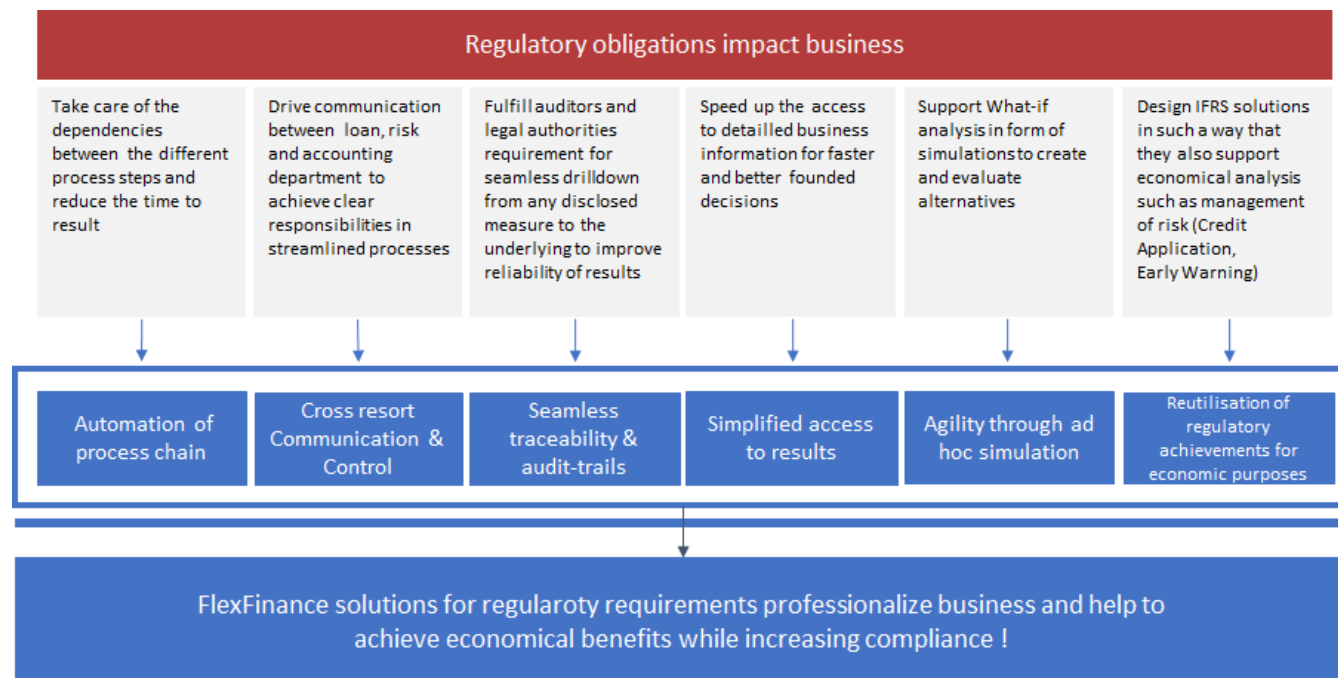 Regulatory obligations impact business
Take care of the
dependencies
between the different
process steps and
reduce the time to
result
Drive communication
between loan, risk
and accounting
department to
achieve clear
responsibilities in
streamlined processes
Fulfill auditors and
legal authorities
requirement for
seamless drilldown
from any disclosed
measure to the
underlying to improve
reliability of results
Speed up the access
to detailled business
information for faster
and better founded
decisions
Support What-if
analysis in form of
simulations to create
and evaluate
alternatives
Design IFRS solutions
in such a way that
they also support
economical analysis
such as management
of risk (Credit
Application,
Early Warning)
Automation of
process chain
Cross resort
Communication &
Control
Seamless
traceability &
audit-trails
Simplified access
to results
Agility through ad
hoc simulation
Reutilisation of
regulatory
achievements for
economic purposes
FlexFinance solutions for regularoty requirements professionalize business and help to
achieve economical benefits while increasing compliance !